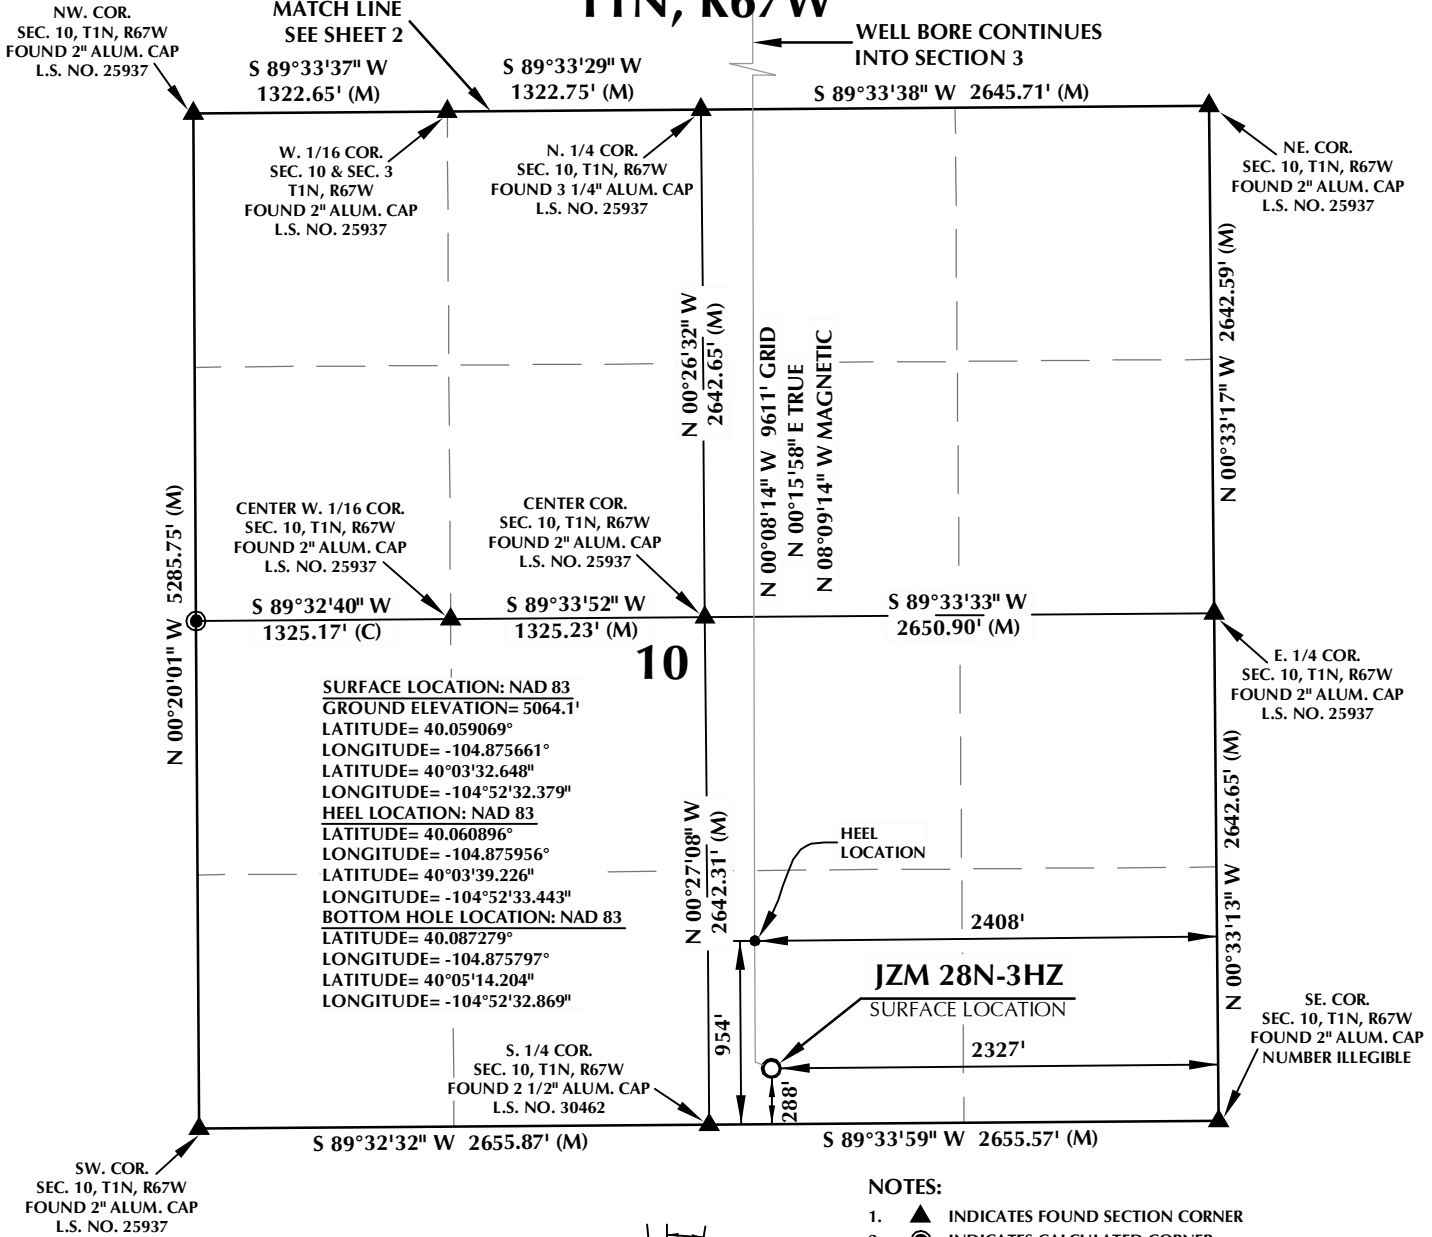 T1N, R67W
NW. COR.
SEC. 10, T1N, R67W
FOUND 2" ALUM. CAP
L.S. NO. 25937
MATCH LINE
SEE SHEET 2
WELL BORE CONTINUES
INTO SECTION 3
S 89°33'37" W
1322.65' (M)
S 89°33'29" W
1322.75' (M)
S 89°33'38" W 2645.71' (M)
W. 1/16 COR.
SEC. 10 & SEC. 3
T1N, R67W
FOUND 2" ALUM. CAP
L.S. NO. 25937
N. 1/4 COR.
SEC. 10, T1N, R67W
FOUND 3 1/4" ALUM. CAP
L.S. NO. 25937
NE. COR.
SEC. 10, T1N, R67W
FOUND 2" ALUM. CAP
L.S. NO. 25937
N 00°26'32" W
2642.65' (M)
N 00°08'14" W 9611' GRID
N 00°15'58" E TRUE
N 08°09'14" W MAGNETIC
N 00°33'17" W 2642.59' (M)
N 00°20'01" W 5285.75' (M)
CENTER W. 1/16 COR.
SEC. 10, T1N, R67W
FOUND 2" ALUM. CAP
L.S. NO. 25937
CENTER COR.
SEC. 10, T1N, R67W
FOUND 2" ALUM. CAP
L.S. NO. 25937
S 89°32'40" W
1325.17' (C)
S 89°33'52" W
1325.23' (M)
S 89°33'33" W
2650.90' (M)
10
E. 1/4 COR.
SEC. 10, T1N, R67W
FOUND 2" ALUM. CAP
L.S. NO. 25937
SURFACE LOCATION: NAD 83
GROUND ELEVATION= 5064.1'
LATITUDE= 40.059069°
LONGITUDE= -104.875661°
LATITUDE= 40°03'32.648"
LONGITUDE= -104°52'32.379"
HEEL LOCATION: NAD 83
LATITUDE= 40.060896°
LONGITUDE= -104.875956°
LATITUDE= 40°03'39.226"
LONGITUDE= -104°52'33.443"
BOTTOM HOLE LOCATION: NAD 83
LATITUDE= 40.087279°
LONGITUDE= -104.875797°
LATITUDE= 40°05'14.204"
LONGITUDE= -104°52'32.869"
N 00°27'08" W
2642.31' (M)
HEEL
LOCATION
N 00°33'13" W 2642.65' (M)
2408'
954'
JZM 28N-3HZ
SURFACE LOCATION
2327'
288'
S. 1/4 COR.
SEC. 10, T1N, R67W
FOUND 2 1/2" ALUM. CAP
L.S. NO. 30462
SE. COR.
SEC. 10, T1N, R67W
FOUND 2" ALUM. CAP
NUMBER ILLEGIBLE
S 89°32'32" W 2655.87' (M)
S 89°33'59" W 2655.57' (M)
SW. COR.
SEC. 10, T1N, R67W
FOUND 2" ALUM. CAP
L.S. NO. 25937
NOTES:
1. INDICATES FOUND SECTION CORNER
INDICATES CALCULATED CORNER